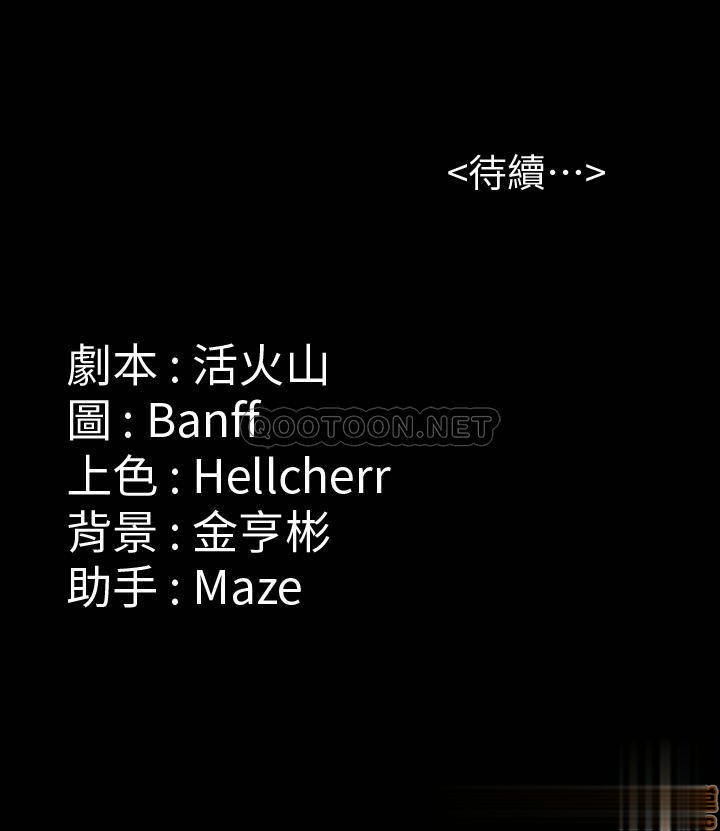 <待續⋯>
劇本 : 活火山
圖 : Banff
QOOTOON.NET
上色 : Hellcherr
背景 : 金亨彬
助手 : Maze